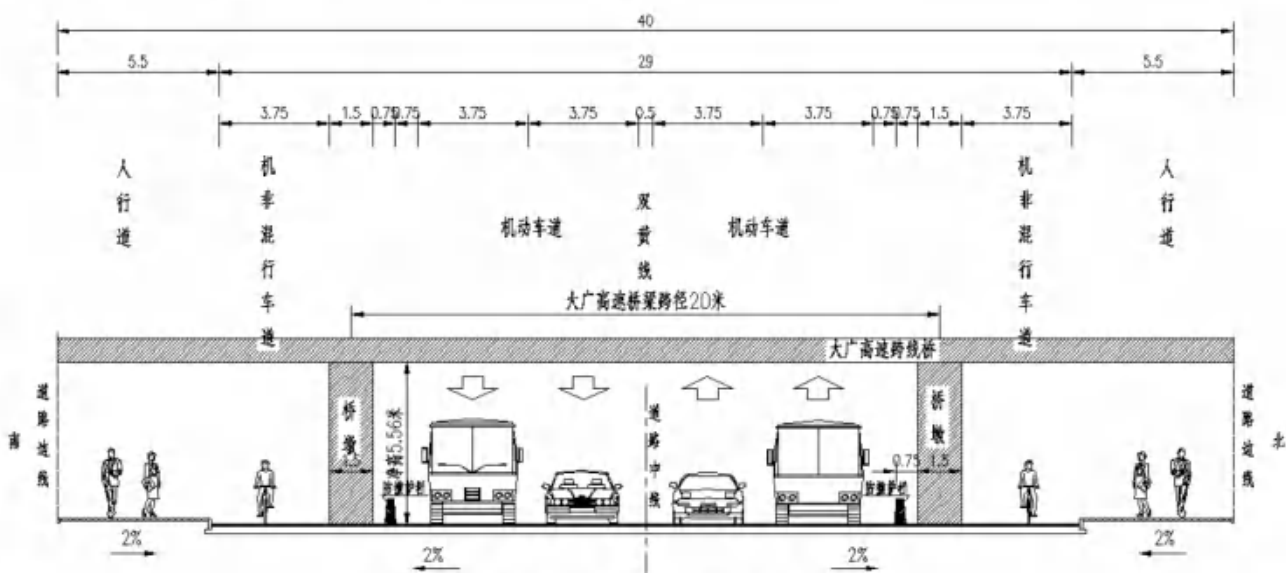 40
5.5
29
5.5
3.75
1.5
0.75
0.75
3.75
3.75
0.5
3.75
3.75
0.75
0.75
1.5
3.75
人行道
机非混行车道
机动车道
双黄线
机动车道
机非混行车道
人行道
大广高速桥梁跨径20米
大广高速跨线桥
南
道路边线
桥墩
1.5
净高5.56米
防撞护栏
道路中线
0.75
1.5
防撞护栏
桥墩
道路边线
北
2%
2%
2%
2%